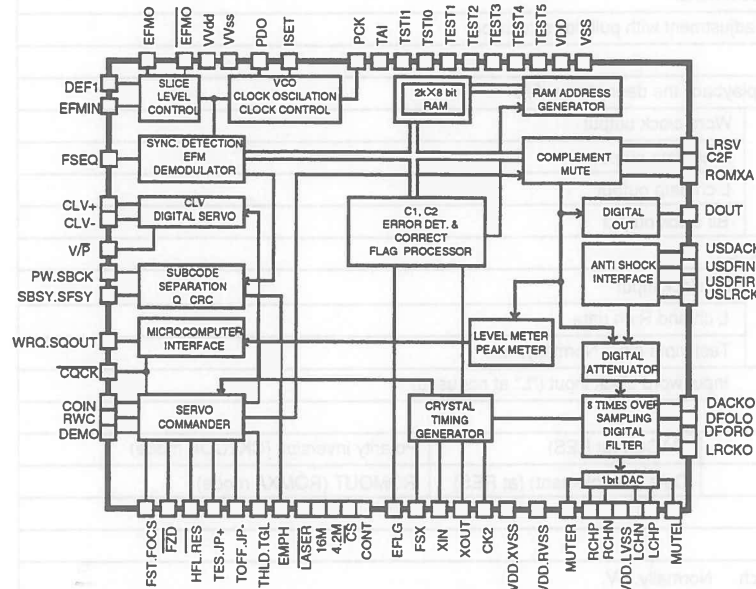 adjustment with pul
EFMO
EFMO
VVdd
VVss
PDO
ISET
PCK
TAI
TSTI1
TSTI0
TEST1
TEST2
TEST3
TEST4
TEST5
VDD
VSS
DEF1
EFMIN
FSEQ
CLV+
CLV-
V/P
PW.SBCK
SBSY.SFSY
WRQ.SQOUT
CQCK
COIN
RWC
DEMO
SLICE
LEVEL
CONTROL
VCO
CLOCK OSCILATION
CLOCK CONTROL
2k×8 bit
RAM
RAM ADDRESS
GENERATOR
SYNC. DETECTION
EFM
DEMODULATOR
COMPLEMENT
MUTE
CLV
DIGITAL SERVO
C1, C2
ERROR DET. &
CORRECT
FLAG PROCESSOR
DIGITAL
OUT
SUBCODE
SEPARATION
Q CRC
ANTI SHOCK
INTERFACE
MICROCOMPUTER
INTERFACE
LEVEL METER
PEAK METER
DIGITAL
ATTENUATOR
SERVO
COMMANDER
CRYSTAL
TIMING
GENERATOR
8 TIMES OVER
SAMPLING
DIGITAL
FILTER
1bit DAC
LRSV
C2F
ROMXA
DOUT
USDACK
USDFIN
USDFIR
USLRCK
DACKO
DFOLO
DFORO
LRCKO
FST.FOCS
FZD
HFL.RES
TES.JP+
TOFF.JP-
THLD.TGL
EMPH
LASER
16M
4.2M
CS
CONT
EFLG
FSX
XIN
XOUT
CK2
VDD.XVSS
VDD.RVSS
MUTER
RCHP
RCHN
VDD.LVSS
LCHN
LCHP
MUTEL